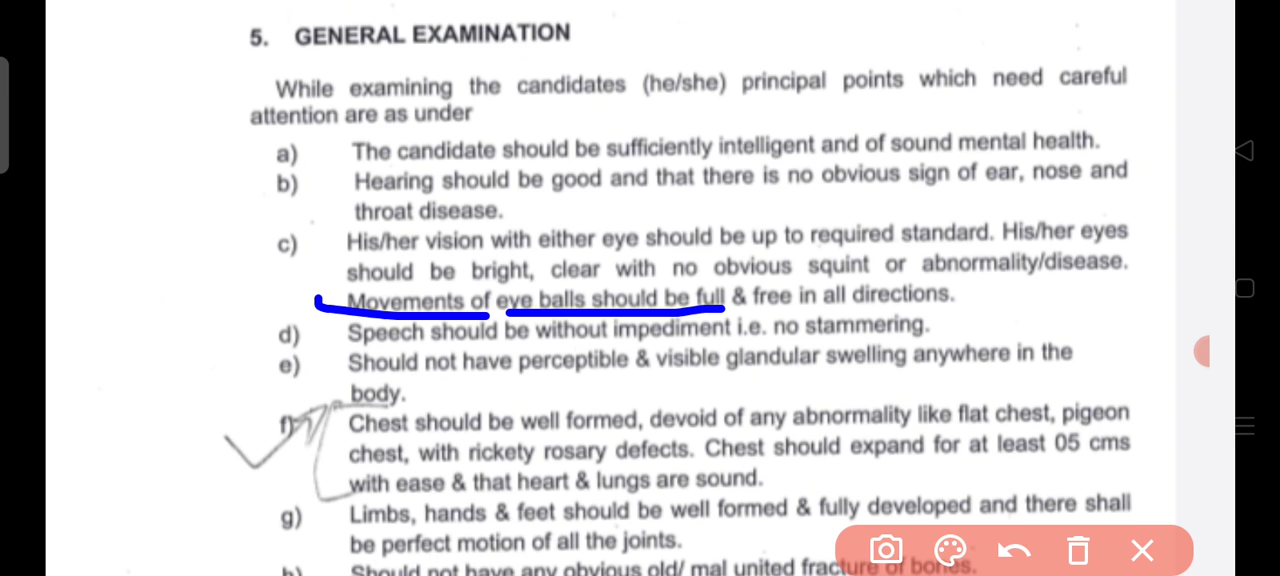 5. GENERAL EXAMINATION
While examining the candidates (he/she) principal points which need careful
attention are as under
a) The candidate should be sufficiently intelligent and of sound mental health.
b) Hearing should be good and that there is no obvious sign of ear, nose and
throat disease.
c) His/her vision with either eye should be up to required standard. His/her eyes
should be bright, clear with no obvious squint or abnormality/disease.
Movements of eye balls should be full & free in all directions.
d) Speech should be without impediment i.e. no stammering.
e) Should not have perceptible & visible glandular swelling anywhere in the
body.
f) Chest should be well formed, devoid of any abnormality like flat chest, pigeon
chest, with rickety rosary defects. Chest should expand for at least 05 cms
with ease & that heart & lungs are sound.
g) Limbs, hands & feet should be well formed & fully developed and there shall
be perfect motion of all the joints.
h) Should not have any obvious old/ mal united fracture of bones.